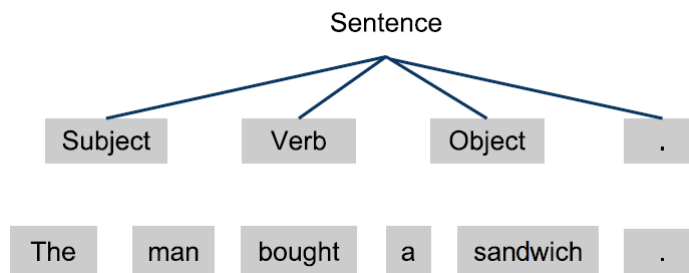 Sentence
Subject Verb Object .
The man bought a sandwich .